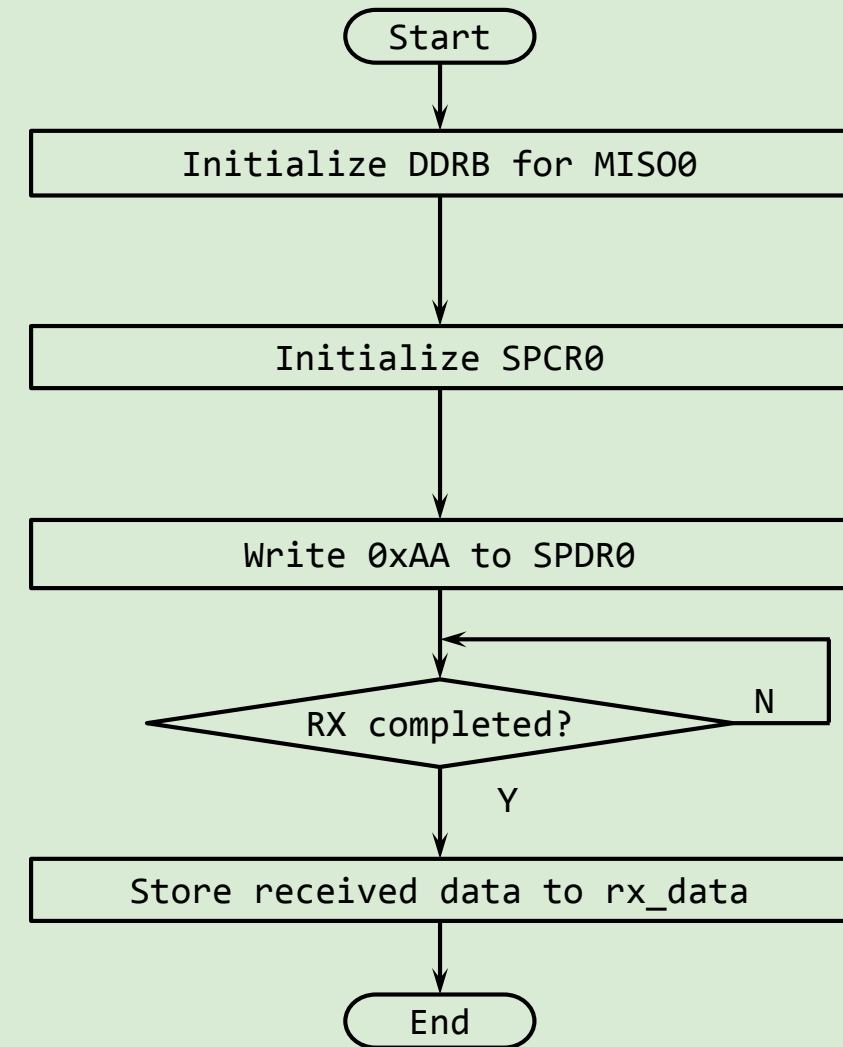 Start
Initialize DDRB for MISO0
Initialize SPCR0
Write 0xAA to SPDR0
RX completed?
N
Y
Store received data to rx_data
End